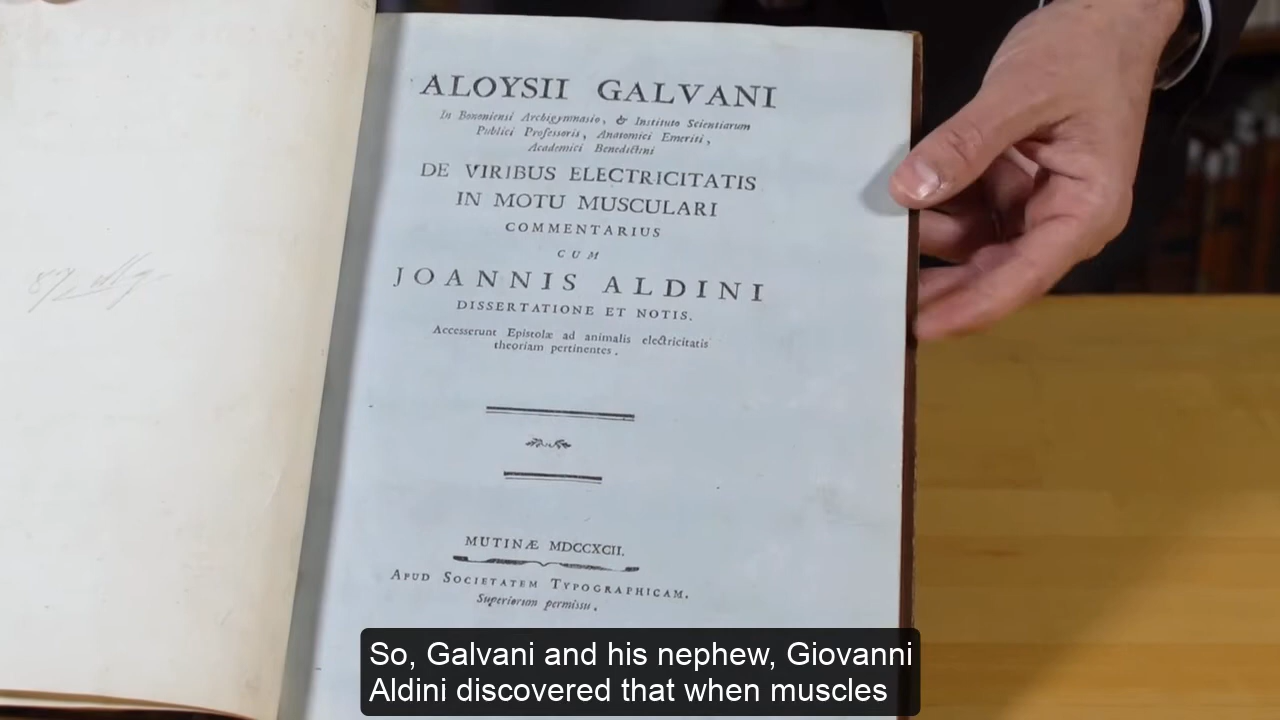 ALOYSII GALVANI
In Bononiensi Archigymnasio, & Instituto Scientiarum
Publici Professoris, Anatomici Emeriti,
Academici Benedictini
DE VIRIBUS ELECTRICITATIS
IN MOTU MUSCULARI
COMMENTARIUS
CUM
JOANNIS ALDINI
DISSERTATIONE ET NOTIS.
Accesserunt Epistolæ ad animalis electricitatis
theoriam pertinentes.
MUTINÆ MDCCXCII.
APUD SOCIETATEM TYPOGRAPHICAM.
Superiorum permissu.
So, Galvani and his nephew, Giovanni
Aldini discovered that when muscles